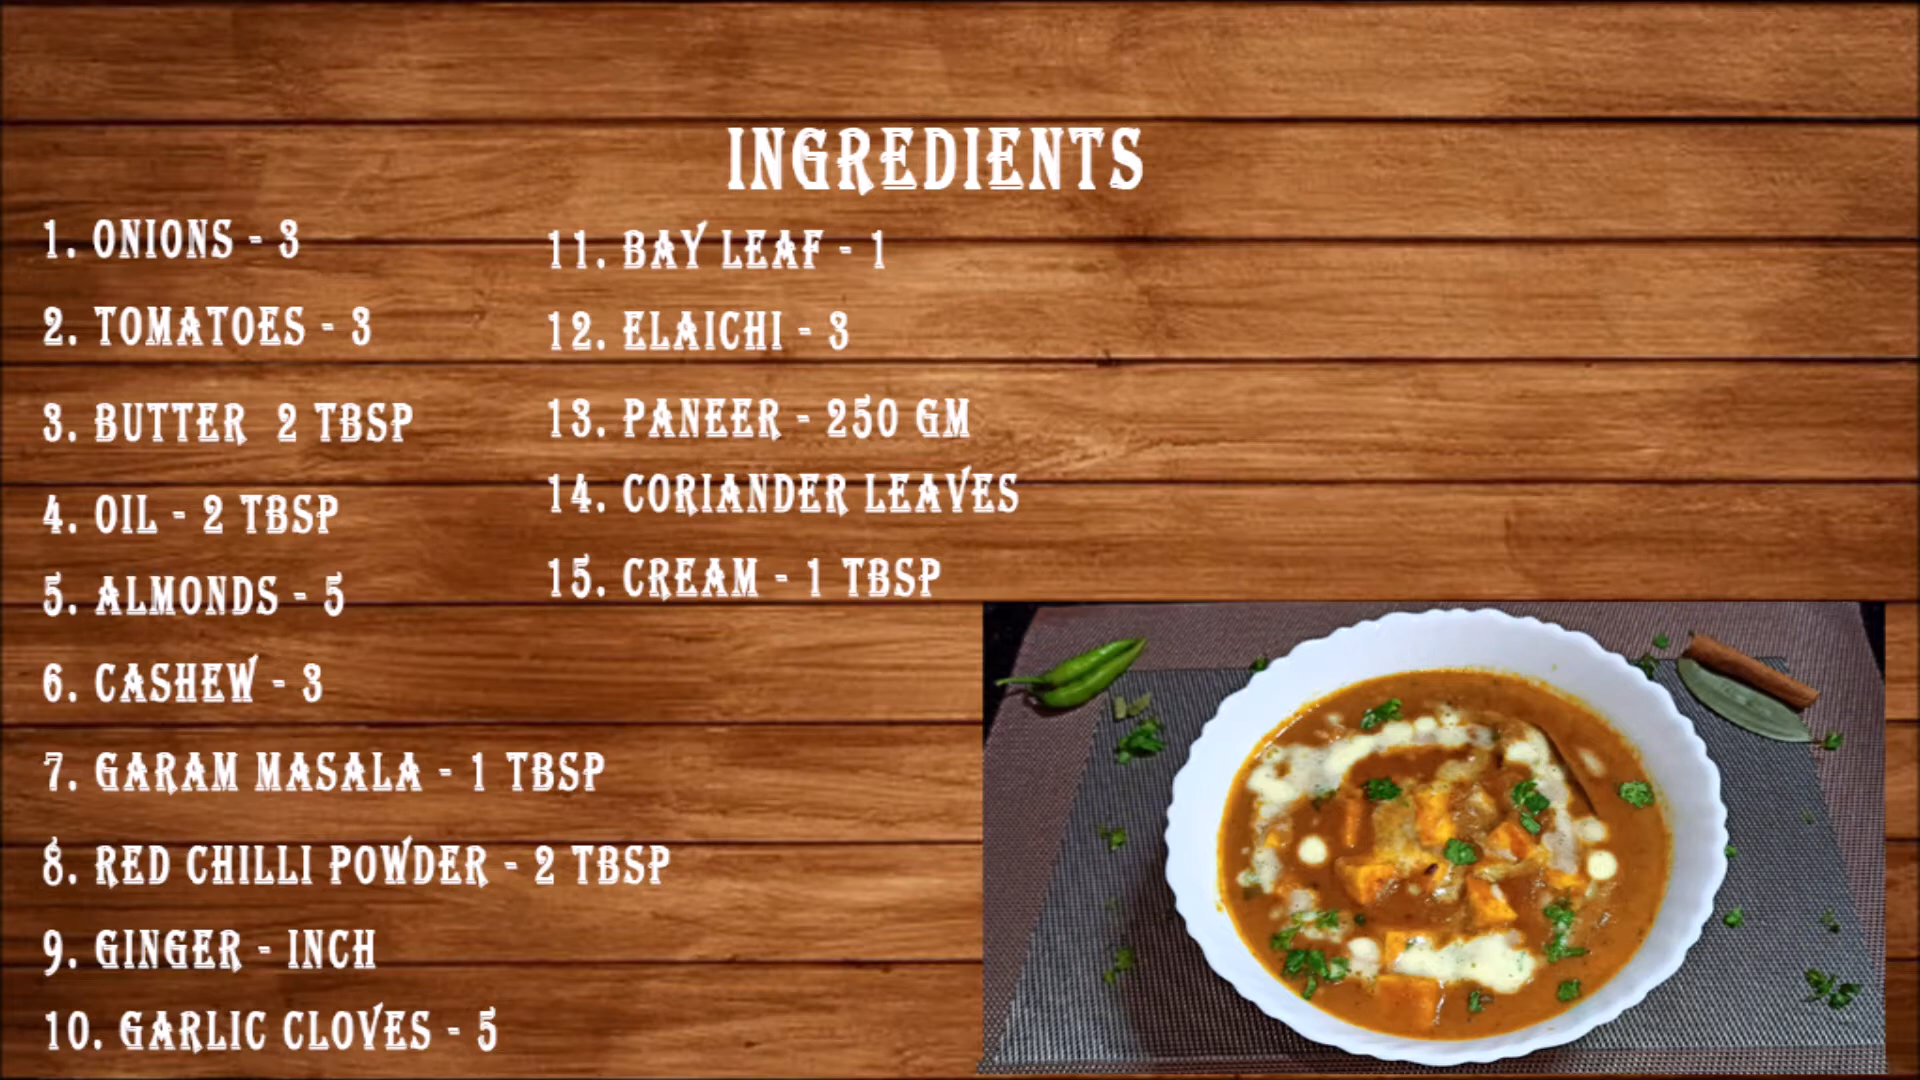 INGREDIENTS
1. ONIONS - 3
2. TOMATOES - 3
3. BUTTER 2 TBSP
4. OIL - 2 TBSP
5. ALMONDS - 5
6. CASHEW - 3
7. GARAM MASALA - 1 TBSP
8. RED CHILLI POWDER - 2 TBSP
9. GINGER - INCH
10. GARLIC CLOVES - 5
11. BAY LEAF - 1
12. ELAICHI - 3
13. PANEER - 250 GM
14. CORIANDER LEAVES
15. CREAM - 1 TBSP